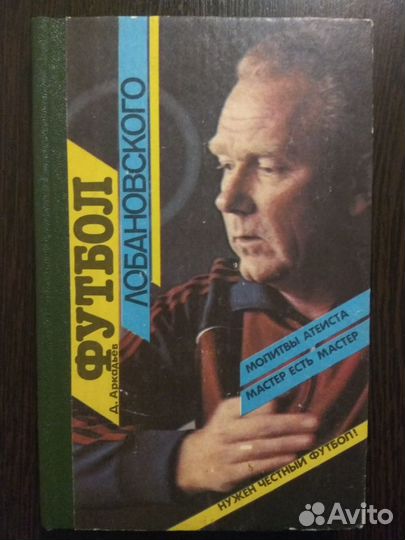 ФУТБОЛ
ЛОБАНОВСКОГО
Д. Аркадьев
МОЛИТВЫ АТЕИСТА
МАСТЕР ЕСТЬ МАСТЕР
НУЖЕН ЧЕСТНЫЙ ФУТБОЛ!
Avito